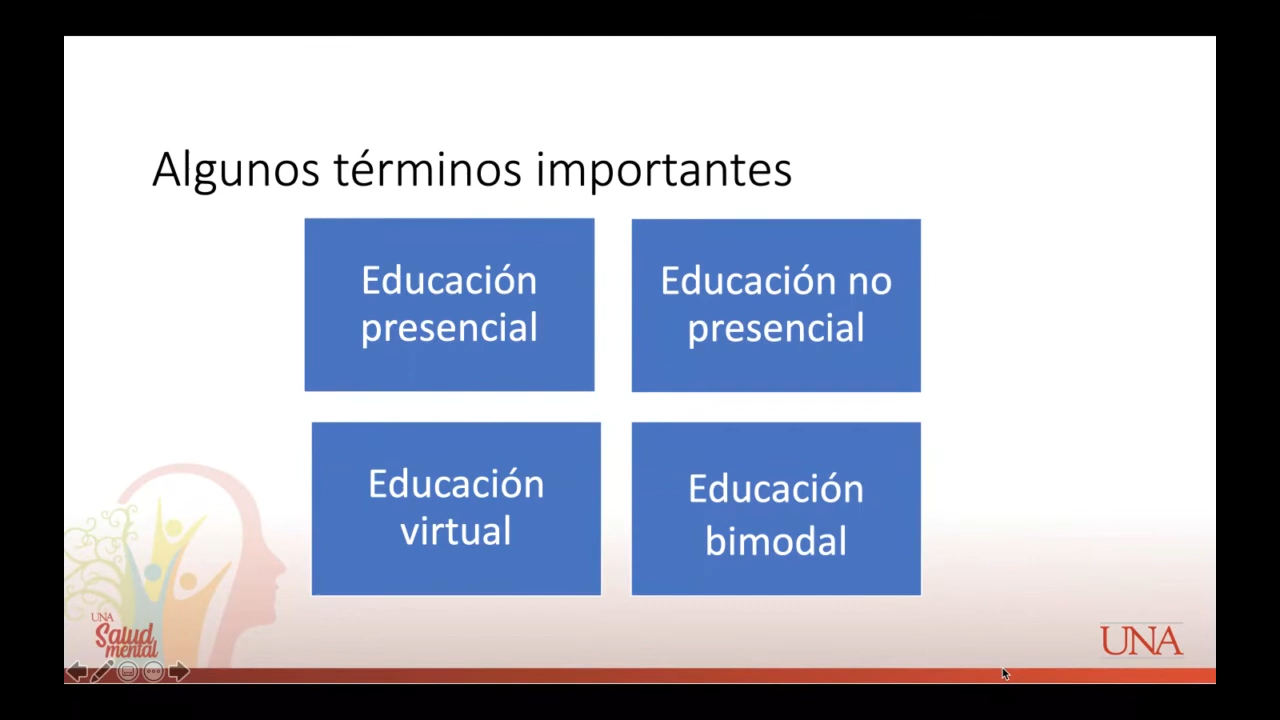 Algunos términos importantes
Educación
presencial
Educación no
presencial
Educación
virtual
Educación
bimodal
UNA
Salud
mental
UNA